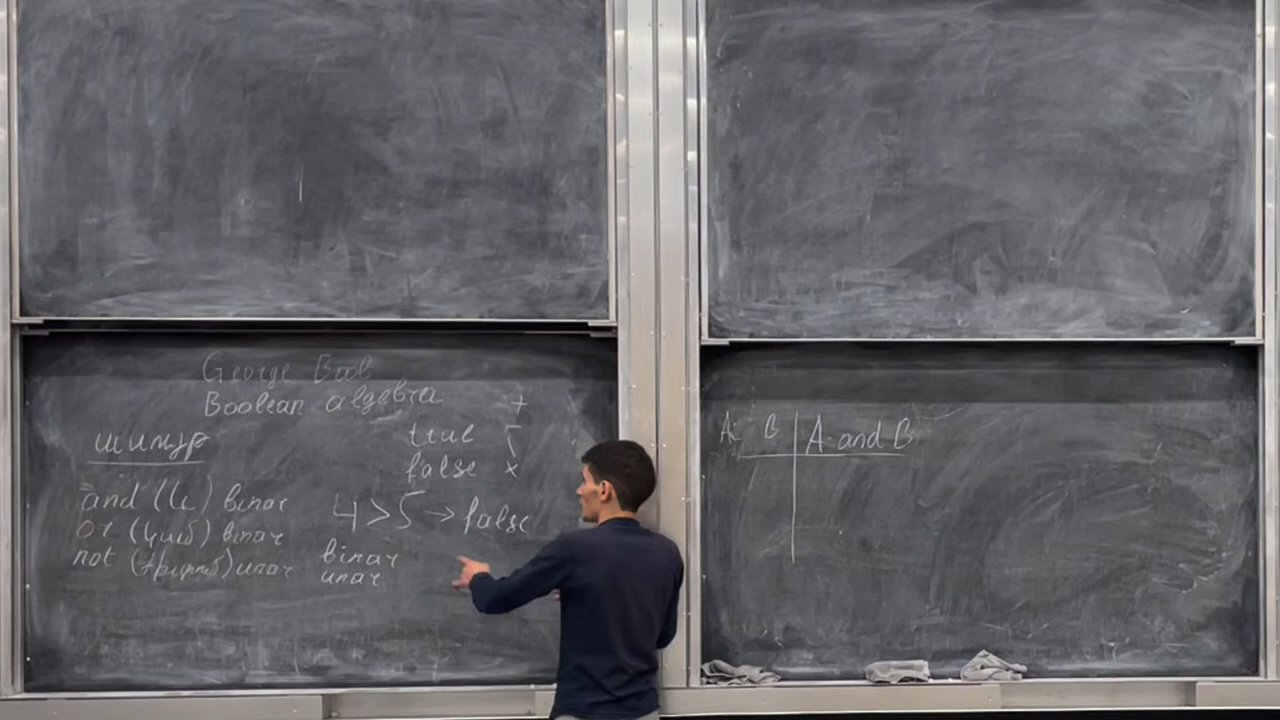 George Bool
Boolean algebra
+
true
false ×
and (և) binar
or (կամ) binar
not (ժխտում) unar
4>5 → false
binar
unar
A B A and B